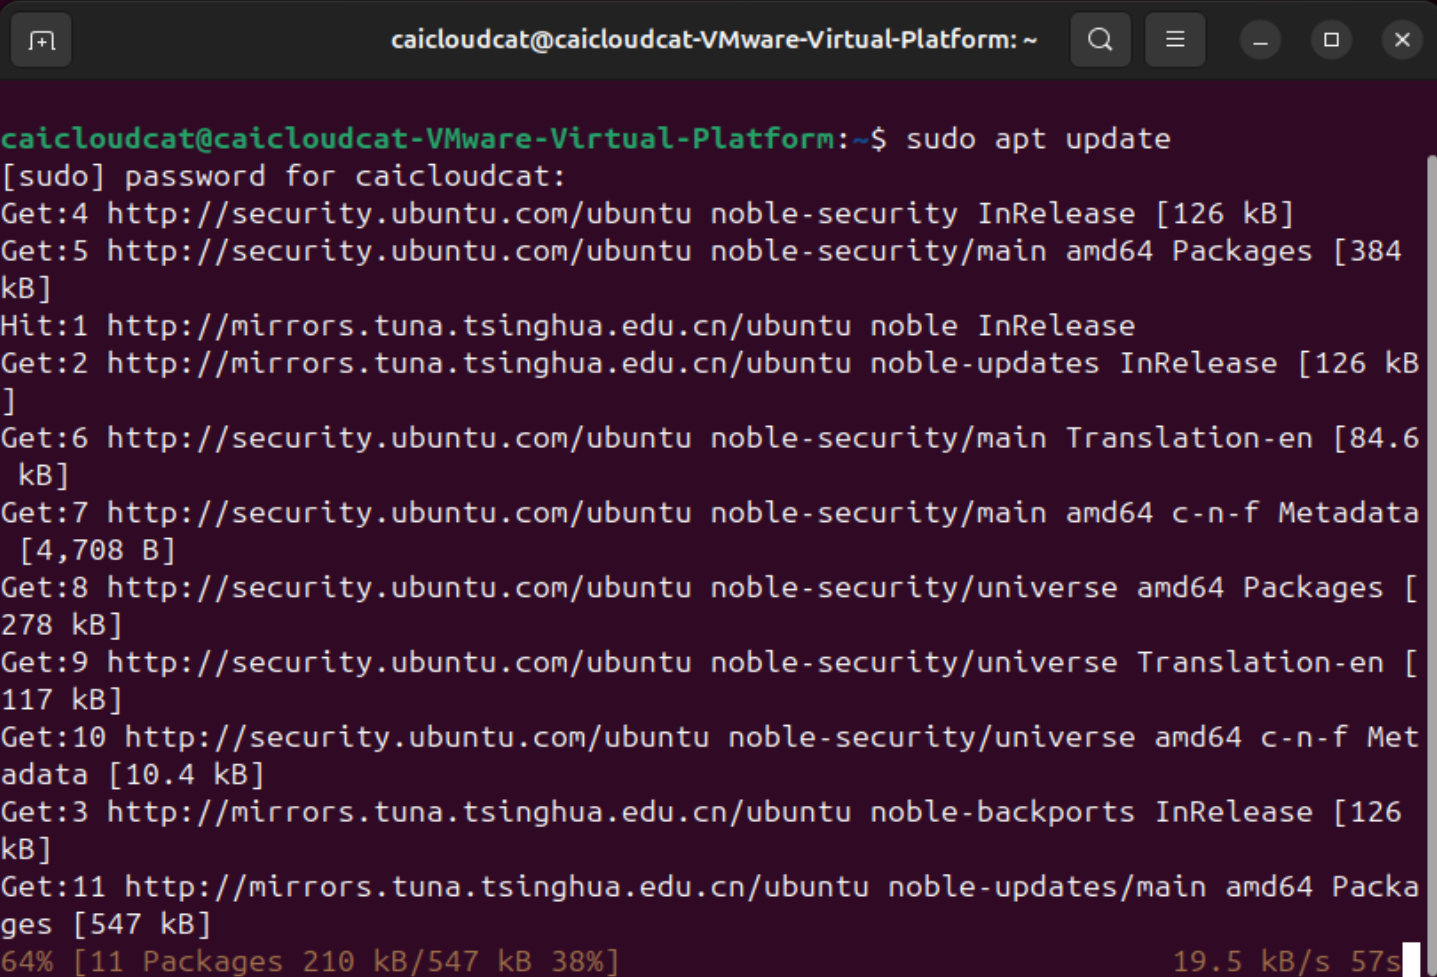 caicloudcat@caicloudcat-VMware-Virtual-Platform: ~
caicloudcat@caicloudcat-VMware-Virtual-Platform:~$ sudo apt update
[sudo] password for caicloudcat:
Get:4 http://security.ubuntu.com/ubuntu noble-security InRelease [126 kB]
Get:5 http://security.ubuntu.com/ubuntu noble-security/main amd64 Packages [384
kB]
Hit:1 http://mirrors.tuna.tsinghua.edu.cn/ubuntu noble InRelease
Get:2 http://mirrors.tuna.tsinghua.edu.cn/ubuntu noble-updates InRelease [126 kB
]
Get:6 http://security.ubuntu.com/ubuntu noble-security/main Translation-en [84.6
 kB]
Get:7 http://security.ubuntu.com/ubuntu noble-security/main amd64 c-n-f Metadata
 [4,708 B]
Get:8 http://security.ubuntu.com/ubuntu noble-security/universe amd64 Packages [
278 kB]
Get:9 http://security.ubuntu.com/ubuntu noble-security/universe Translation-en [
117 kB]
Get:10 http://security.ubuntu.com/ubuntu noble-security/universe amd64 c-n-f Met
adata [10.4 kB]
Get:3 http://mirrors.tuna.tsinghua.edu.cn/ubuntu noble-backports InRelease [126
kB]
Get:11 http://mirrors.tuna.tsinghua.edu.cn/ubuntu noble-updates/main amd64 Packa
ges [547 kB]
64% [11 Packages 210 kB/547 kB 38%] 19.5 kB/s 57s